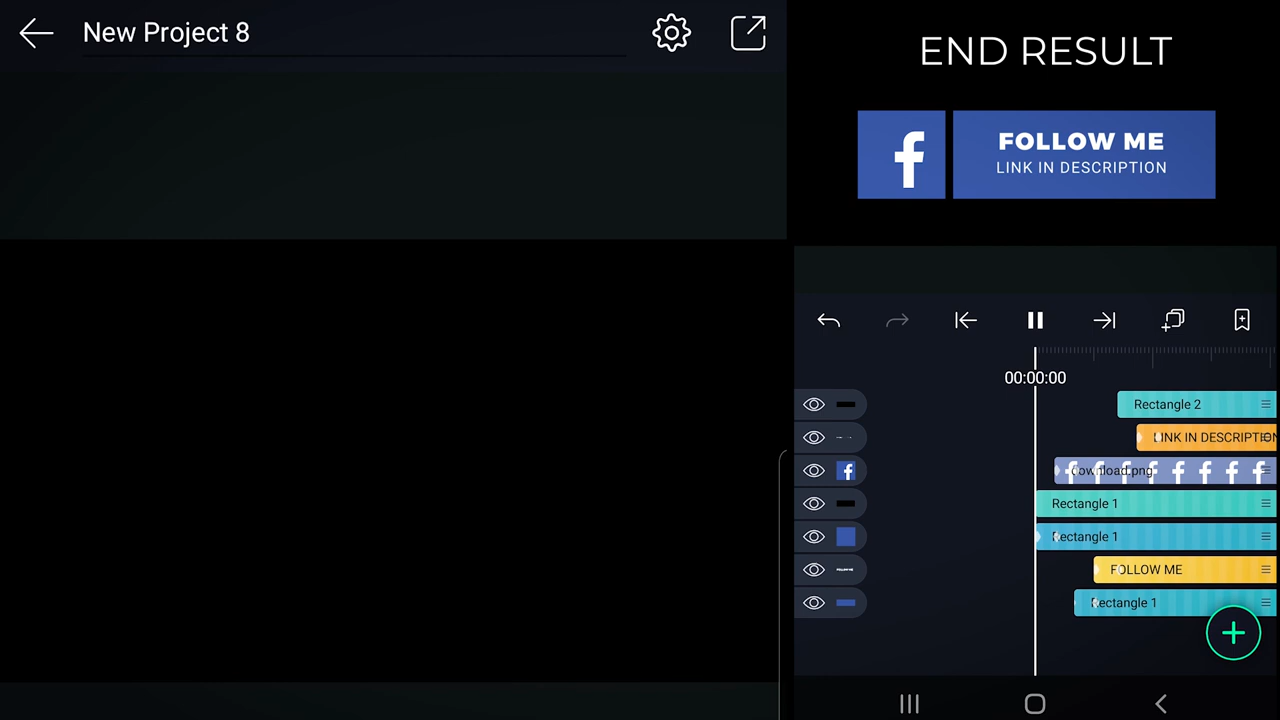 New Project 8
END RESULT
f
FOLLOW ME
LINK IN DESCRIPTION
00:00:00
Rectangle 2
LINK IN DESCRIPTION
download.png
Rectangle 1
Rectangle 1
FOLLOW ME
Rectangle 1